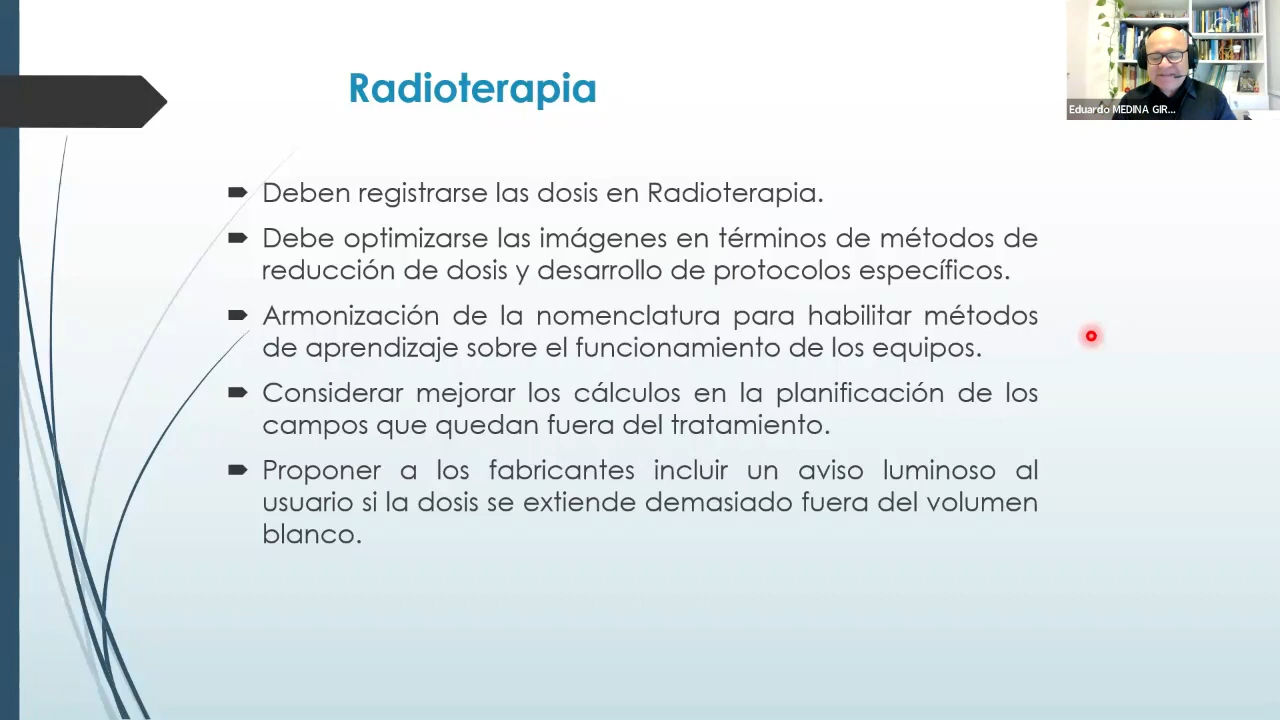 Radioterapia
Eduardo MEDINA GIR...
Deben registrarse las dosis en Radioterapia.
Debe optimizarse las imágenes en términos de métodos de
reducción de dosis y desarrollo de protocolos específicos.
Armonización de la nomenclatura para habilitar métodos
de aprendizaje sobre el funcionamiento de los equipos.
Considerar mejorar los cálculos en la planificación de los
campos que quedan fuera del tratamiento.
Proponer a los fabricantes incluir un aviso luminoso al
usuario si la dosis se extiende demasiado fuera del volumen
blanco.